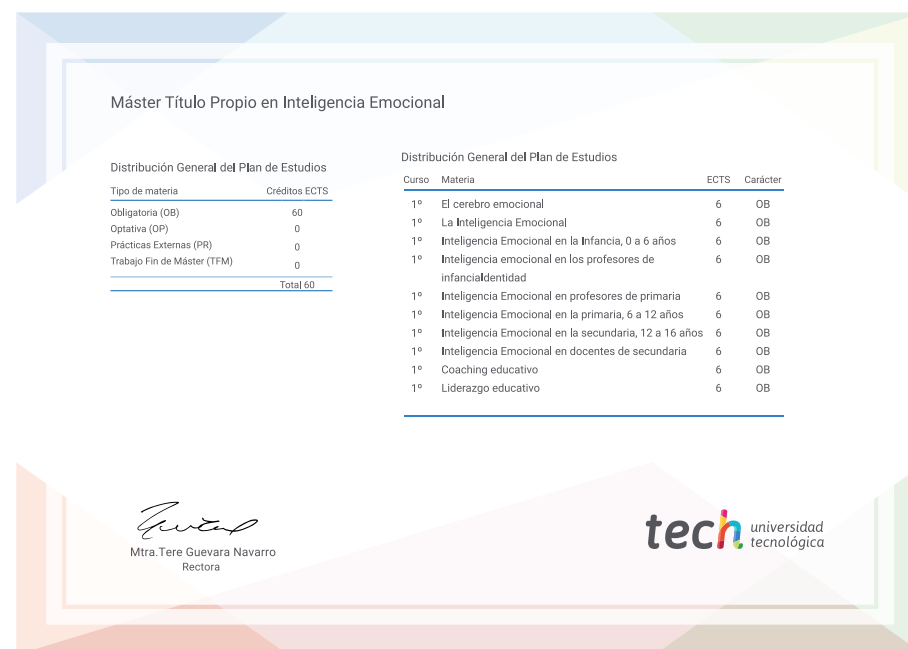 Máster Título Propio en Inteligencia Emocional
Distribución General del Plan de Estudios
Tipo de materia Créditos ECTS
Obligatoria (OB) 60
Optativa (OP) 0
Prácticas Externas (PR) 0
Trabajo Fin de Máster (TFM) 0
Total 60
Distribución General del Plan de Estudios
Curso Materia ECTS Carácter
1º El cerebro emocional 6 OB
1º La Inteligencia Emocional 6 OB
1º Inteligencia Emocional en la Infancia, 0 a 6 años 6 OB
1º Inteligencia emocional en los profesores de 6 OB
infanciaIdentidad
1º Inteligencia Emocional en profesores de primaria 6 OB
1º Inteligencia Emocional en la primaria, 6 a 12 años 6 OB
1º Inteligencia Emocional en la secundaria, 12 a 16 años 6 OB
1º Inteligencia Emocional en docentes de secundaria 6 OB
1º Coaching educativo 6 OB
1º Liderazgo educativo 6 OB
Mtra.Tere Guevara Navarro
Rectora
tech universidad
tecnológica